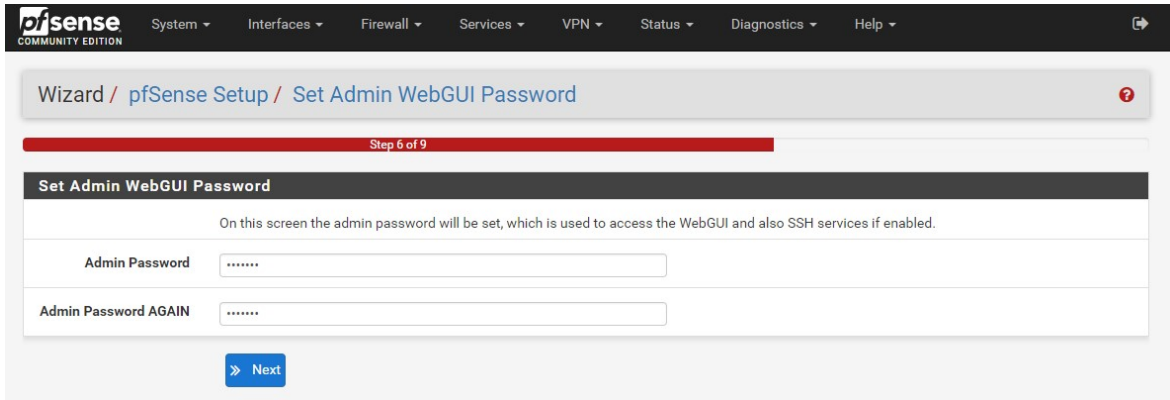 pfsense System Interfaces Firewall Services VPN Status Diagnostics Help
COMMUNITY EDITION
Wizard / pfSense Setup / Set Admin WebGUI Password
Step 6 of 9
Set Admin WebGUI Password
On this screen the admin password will be set, which is used to access the WebGUI and also SSH services if enabled.
Admin Password •••••••
Admin Password AGAIN •••••••
» Next